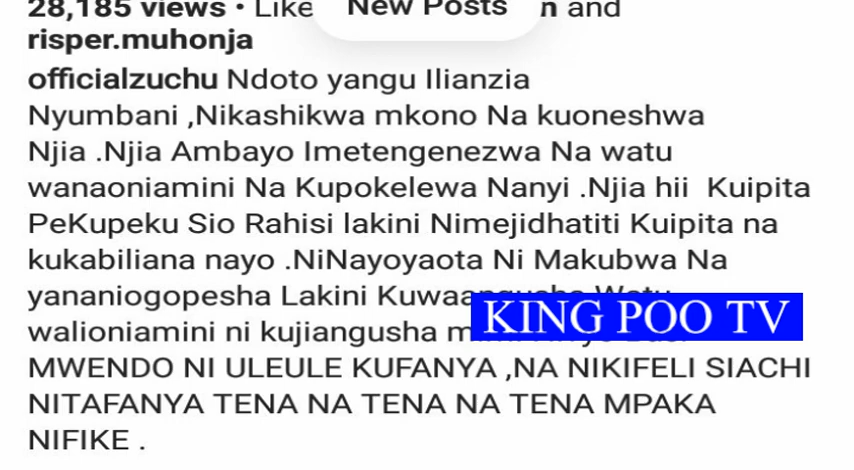 28,185 views • Like New Posts and
risper.muhonja
officialzuchu Ndoto yangu Ilianzia
Nyumbani ,Nikashikwa mkono Na kuoneshwa
Njia .Njia Ambayo Imetengenezwa Na watu
wanaoniamini Na Kupokelewa Nanyi .Njia hii Kuipita
PeKupeku Sio Rahisi lakini Nimejidhatiti Kuipita na
kukabiliana nayo .NiNayoyaota Ni Makubwa Na
yananiogopesha Lakini
walioniamini ni kujiangusha KING POO TV
MWENDO NI ULEULE KUFANYA ,NA NIKIFELI SIACHI
NITAFANYA TENA NA TENA NA TENA MPAKA
NIFIKE .